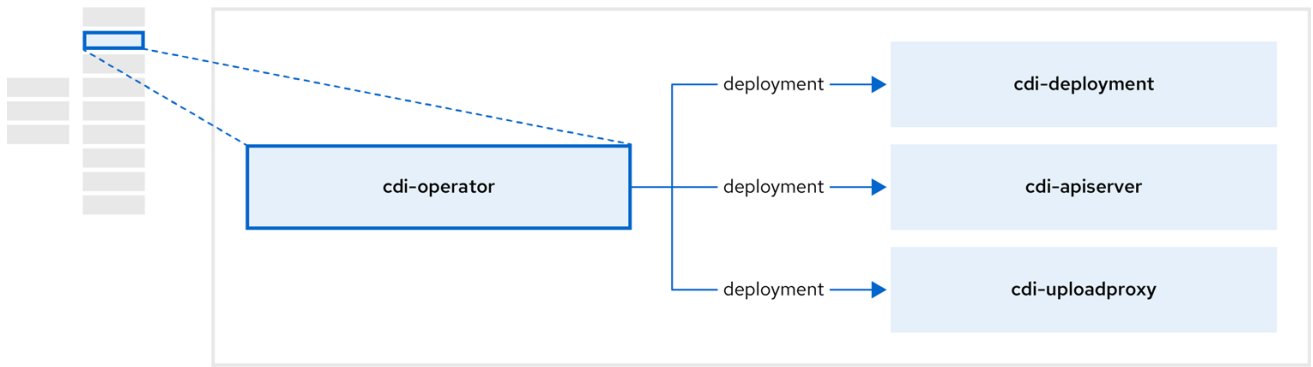 deployment
cdi-deployment
cdi-operator
deployment
cdi-apiserver
deployment
cdi-uploadproxy